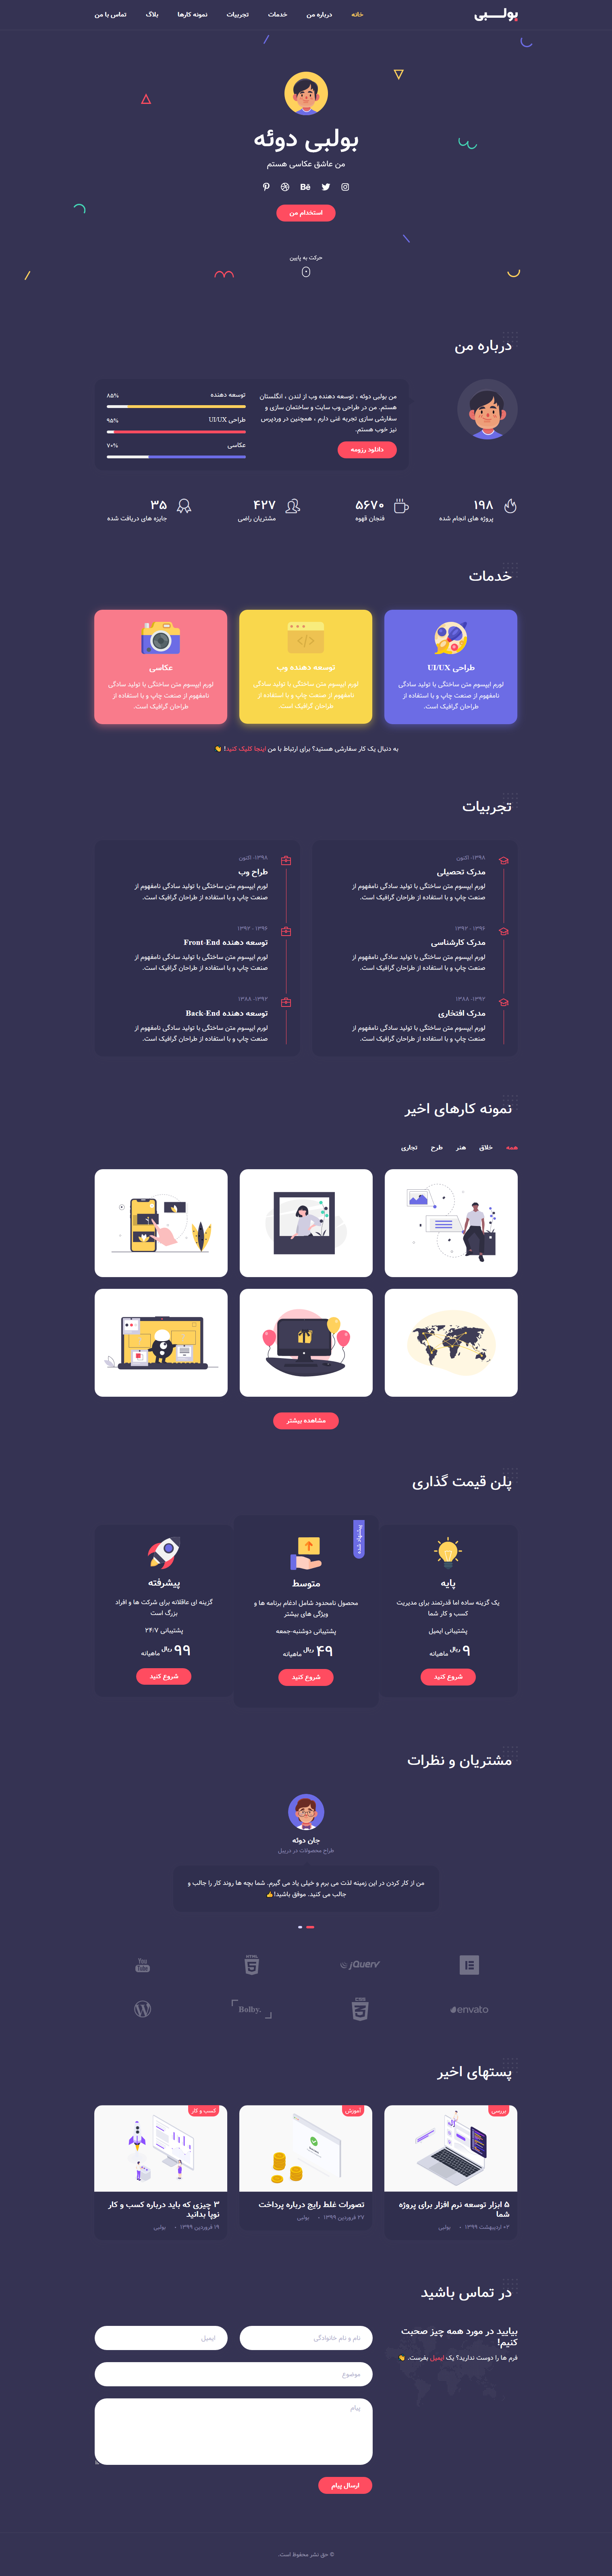 بولـــبی
خانه
درباره من
خدمات
تجربیات
نمونه کارها
بلاگ
تماس با من
بولبی دوئه
من عاشق عکاسی هستم
استخدام من
حرکت به پایین
درباره من
من بولبی دوئه ، توسعه دهنده وب از لندن ، انگلستان
هستم. من در طراحی وب سایت و ساختمان سازی و
سفارشی سازی تجربه غنی دارم ، همچنین در وردپرس
نیز خوب هستم.
دانلود رزومه
توسعه دهنده
۸۵%
طراحی UI/UX
۹۵%
عکاسی
۷۰%
۱۹۸
پروژه های انجام شده
۵۶۷۰
فنجان قهوه
۴۲۷
مشتریان راضی
۳۵
جایزه های دریافت شده
خدمات
طراحی UI/UX
لورم ایپسوم متن ساختگی با تولید سادگی
نامفهوم از صنعت چاپ و با استفاده از
طراحان گرافیک است.
توسعه دهنده وب
لورم ایپسوم متن ساختگی با تولید سادگی
نامفهوم از صنعت چاپ و با استفاده از
طراحان گرافیک است.
عکاسی
لورم ایپسوم متن ساختگی با تولید سادگی
نامفهوم از صنعت چاپ و با استفاده از
طراحان گرافیک است.
به دنبال یک کار سفارشی هستید؟ برای ارتباط با من اینجا کلیک کنید! 👋
تجربیات
۱۳۹۸- اکنون
مدرک تحصیلی
لورم ایپسوم متن ساختگی با تولید سادگی نامفهوم از
صنعت چاپ و با استفاده از طراحان گرافیک است.
۱۳۹۶ - ۱۳۹۲
مدرک کارشناسی
لورم ایپسوم متن ساختگی با تولید سادگی نامفهوم از
صنعت چاپ و با استفاده از طراحان گرافیک است.
۱۳۹۲- ۱۳۸۸
مدرک افتخاری
لورم ایپسوم متن ساختگی با تولید سادگی نامفهوم از
صنعت چاپ و با استفاده از طراحان گرافیک است.
۱۳۹۸- اکنون
طراح وب
لورم ایپسوم متن ساختگی با تولید سادگی نامفهوم از
صنعت چاپ و با استفاده از طراحان گرافیک است.
۱۳۹۶ - ۱۳۹۲
توسعه دهنده Front-End
لورم ایپسوم متن ساختگی با تولید سادگی نامفهوم از
صنعت چاپ و با استفاده از طراحان گرافیک است.
۱۳۹۲- ۱۳۸۸
توسعه دهنده Back-End
لورم ایپسوم متن ساختگی با تولید سادگی نامفهوم از
صنعت چاپ و با استفاده از طراحان گرافیک است.
نمونه کارهای اخیر
همه
خلاق
هنر
طرح
تجاری
مشاهده بیشتر
پلن قیمت گذاری
پایه
یک گزینه ساده اما قدرتمند برای مدیریت
کسب و کار شما
پشتیبانی ایمیل
۹ ریال ماهیانه
شروع کنید
متوسط
محصول نامحدود شامل ادغام برنامه ها و
ویژگی های بیشتر
پشتیبانی دوشنبه-جمعه
۴۹ ریال ماهیانه
شروع کنید
پیشرفته
گزینه ای عاقلانه برای شرکت ها و افراد
بزرگ است
پشتیبانی ۲۴/۷
۹۹ ریال ماهیانه
شروع کنید
مشتریان و نظرات
جان دوئه
طراح محصولات در دریبل
من از کار کردن در این زمینه لذت می برم و خیلی یاد می گیرم. شما بچه ها روند کار را جالب و
جالب می کنید. موفق باشید! 👍
jQuery
HTML
You
Tube
envato
CSS
Bolby.
پستهای اخیر
بررسی
۵ ابزار توسعه نرم افزار برای پروژه
شما
۰۲ اردیبهشت ۱۳۹۹ • بولبی
آموزش
تصورات غلط رایج درباره پرداخت
۲۷ فروردین ۱۳۹۹ • بولبی
کسب و کار
۳ چیزی که باید درباره کسب و کار
نوپا بدانید
۱۹ فروردین ۱۳۹۹ • بولبی
در تماس باشید
بیایید در مورد همه چیز صحبت
کنیم!
فرم ها را دوست ندارید؟ یک ایمیل بفرست. 👋
نام و نام خانوادگی
ایمیل
موضوع
پیام
ارسال پیام
© حق نشر محفوظ است.